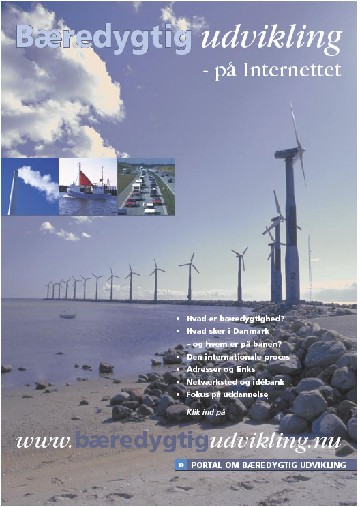 Bæredygtig udvikling
- på Internettet
• Hvad er bæredygtighed?
• Hvad sker i Danmark
– og hvem er på banen?
• Den internationale proces
• Adresser og links
• Netværksted og idébank
• Fokus på uddannelse
Klik ind på
www.bæredygtigudvikling.nu
» PORTAL OM BÆREDYGTIG UDVIKLING